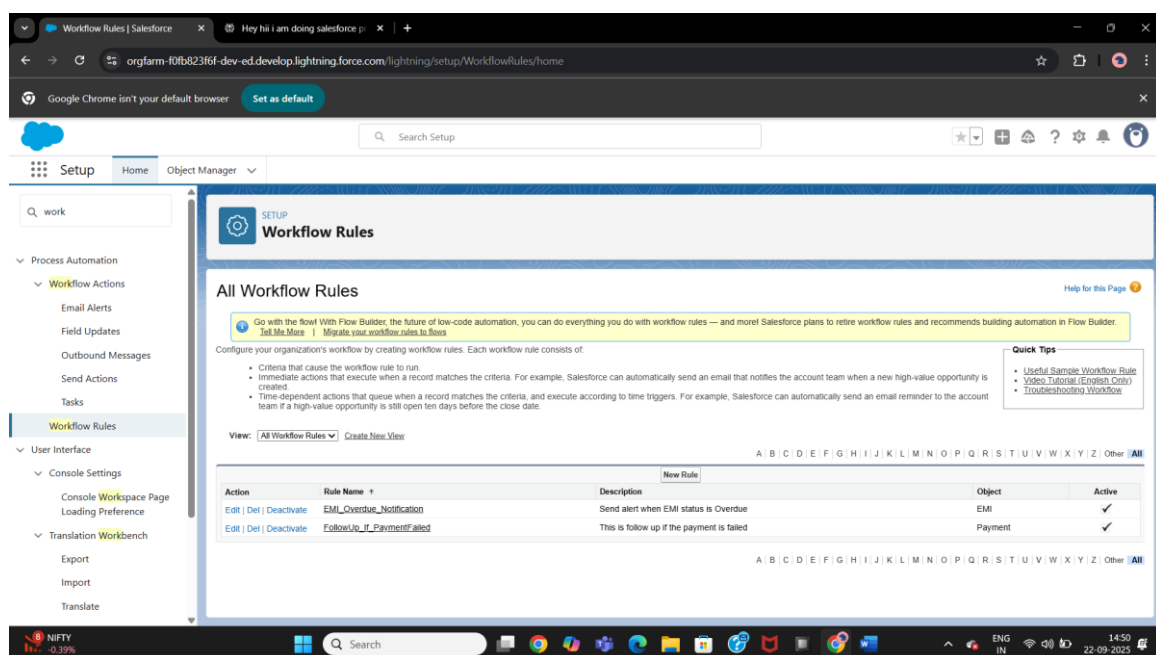 Workflow Rules | Salesforce
Hey hii i am doing salesforce pr
orgfarm-f0fb823f6f-dev-ed.develop.lightning.force.com/lightning/setup/WorkflowRules/home
Google Chrome isn't your default browser
Set as default
Search Setup
Setup
Home
Object Manager
work
Process Automation
Workflow Actions
Email Alerts
Field Updates
Outbound Messages
Send Actions
Tasks
Workflow Rules
User Interface
Console Settings
Console Workspace Page
Loading Preference
Translation Workbench
Export
Import
Translate
SETUP
Workflow Rules
All Workflow Rules
Help for this Page
Go with the flow! With Flow Builder, the future of low-code automation, you can do everything you do with workflow rules — and more! Salesforce plans to retire workflow rules and recommends building automation in Flow Builder.
Tell Me More | Migrate your workflow rules to flows
Configure your organization's workflow by creating workflow rules. Each workflow rule consists of:
Criteria that cause the workflow rule to run.
Immediate actions that execute when a record matches the criteria. For example, Salesforce can automatically send an email that notifies the account team when a new high-value opportunity is
created.
Time-dependent actions that queue when a record matches the criteria, and execute according to time triggers. For example, Salesforce can automatically send an email reminder to the account
team if a high-value opportunity is still open ten days before the close date.
Quick Tips
Useful Sample Workflow Rule
Video Tutorial (English Only)
Troubleshooting Workflow
View: All Workflow Rules Create New View
A | B | C | D | E | F | G | H | I | J | K | L | M | N | O | P | Q | R | S | T | U | V | W | X | Y | Z | Other All
New Rule
Action Rule Name Description Object Active
Edit | Del | Deactivate EMI_Overdue_Notification Send alert when EMI status is Overdue EMI
Edit | Del | Deactivate FollowUp_If_PaymentFailed This is follow up if the payment is failed Payment
A | B | C | D | E | F | G | H | I | J | K | L | M | N | O | P | Q | R | S | T | U | V | W | X | Y | Z | Other All
8
NIFTY
-0.39%
Search
ENG
IN
14:50
22-09-2025